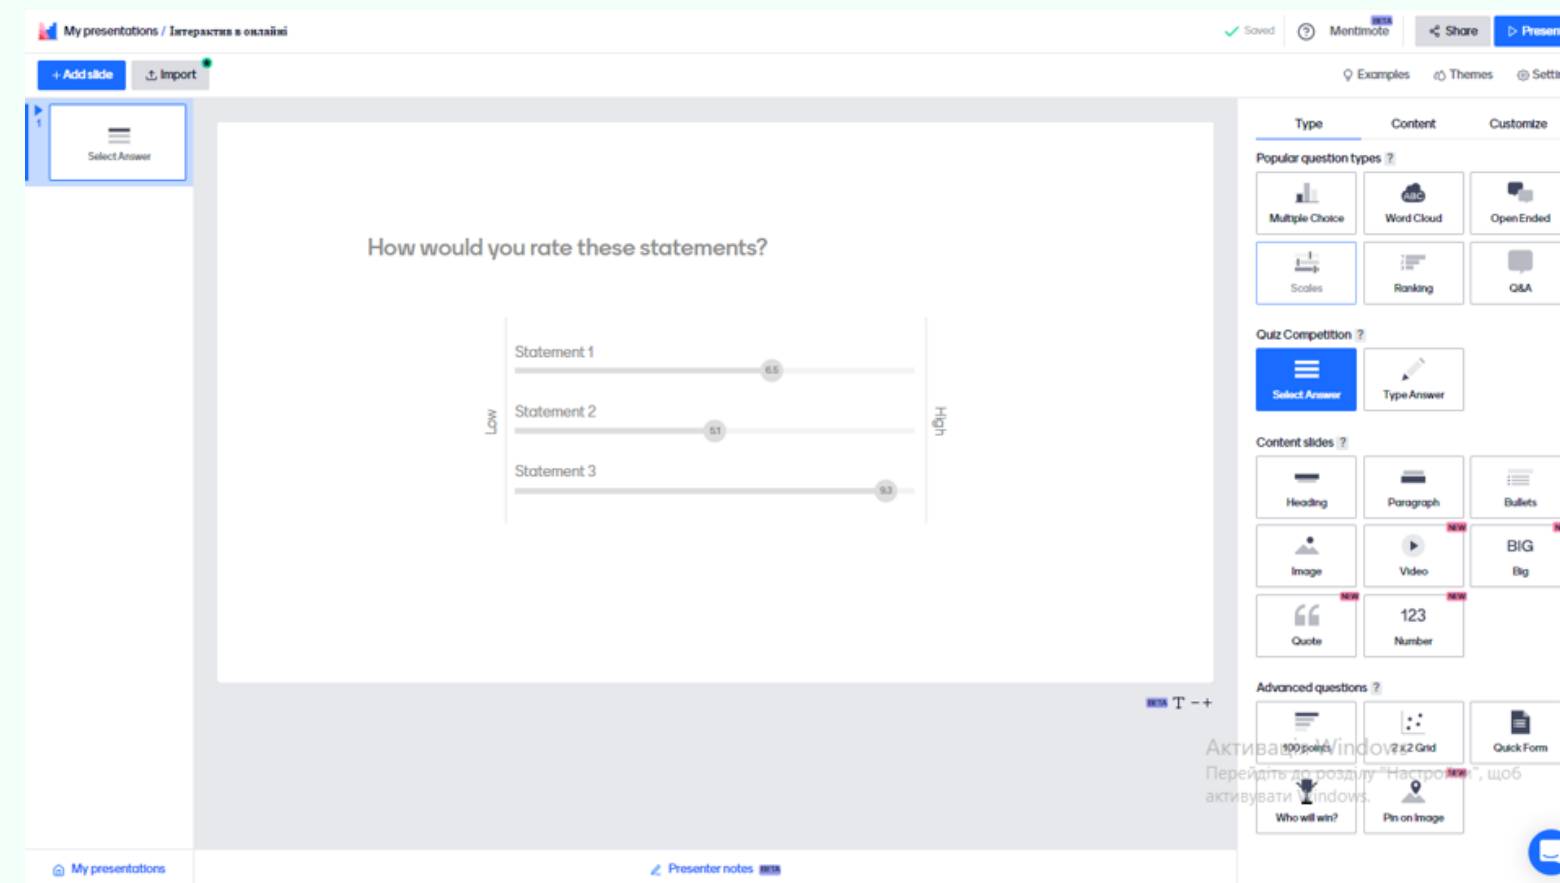 My presentations / Інтерактив в онлайні
Saved
?
Mentimote
BETA
Share
Present
+ Add slide
Import
Examples
Themes
1
Select Answer
How would you rate these statements?
Low
High
Statement 1
6.5
Statement 2
5.1
Statement 3
9.3
BETA T − +
Type
Content
Customize
Popular question types ?
Multiple Choice
ABC
Word Cloud
Open Ended
Scales
Ranking
Q&A
Quiz Competition ?
Select Answer
Type Answer
Content slides ?
Heading
Paragraph
Bullets
Image
NEW
Video
BIG
Big
NEW
Quote
NEW
123
Number
Advanced questions ?
100 points
2 x 2 Grid
Quick Form
Who will win?
NEW
Pin on Image
Активація Windows
Перейдіть до розділу "Настройки", щоб
активувати Windows.
My presentations
Presenter notes BETA